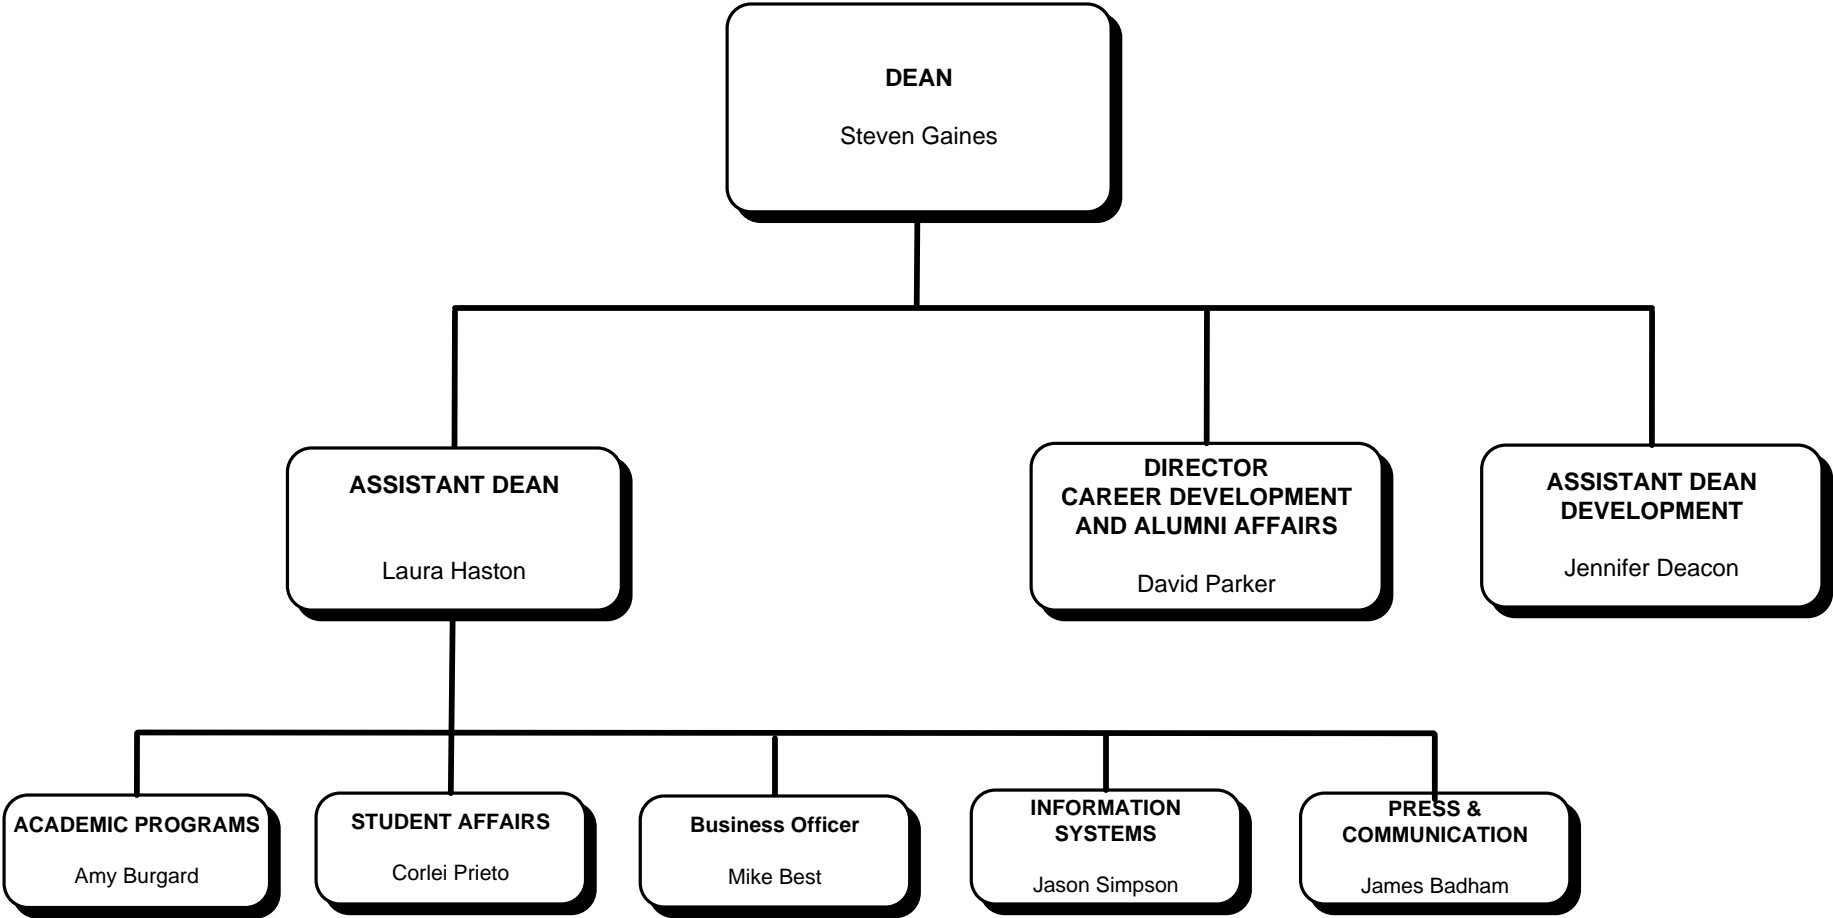 DEAN
Steven Gaines
ASSISTANT DEAN
Laura Haston
DIRECTOR
CAREER DEVELOPMENT
AND ALUMNI AFFAIRS
David Parker
ASSISTANT DEAN
DEVELOPMENT
Jennifer Deacon
ACADEMIC PROGRAMS
Amy Burgard
STUDENT AFFAIRS
Corlei Prieto
Business Officer
Mike Best
INFORMATION
SYSTEMS
Jason Simpson
PRESS &
COMMUNICATION
James Badham